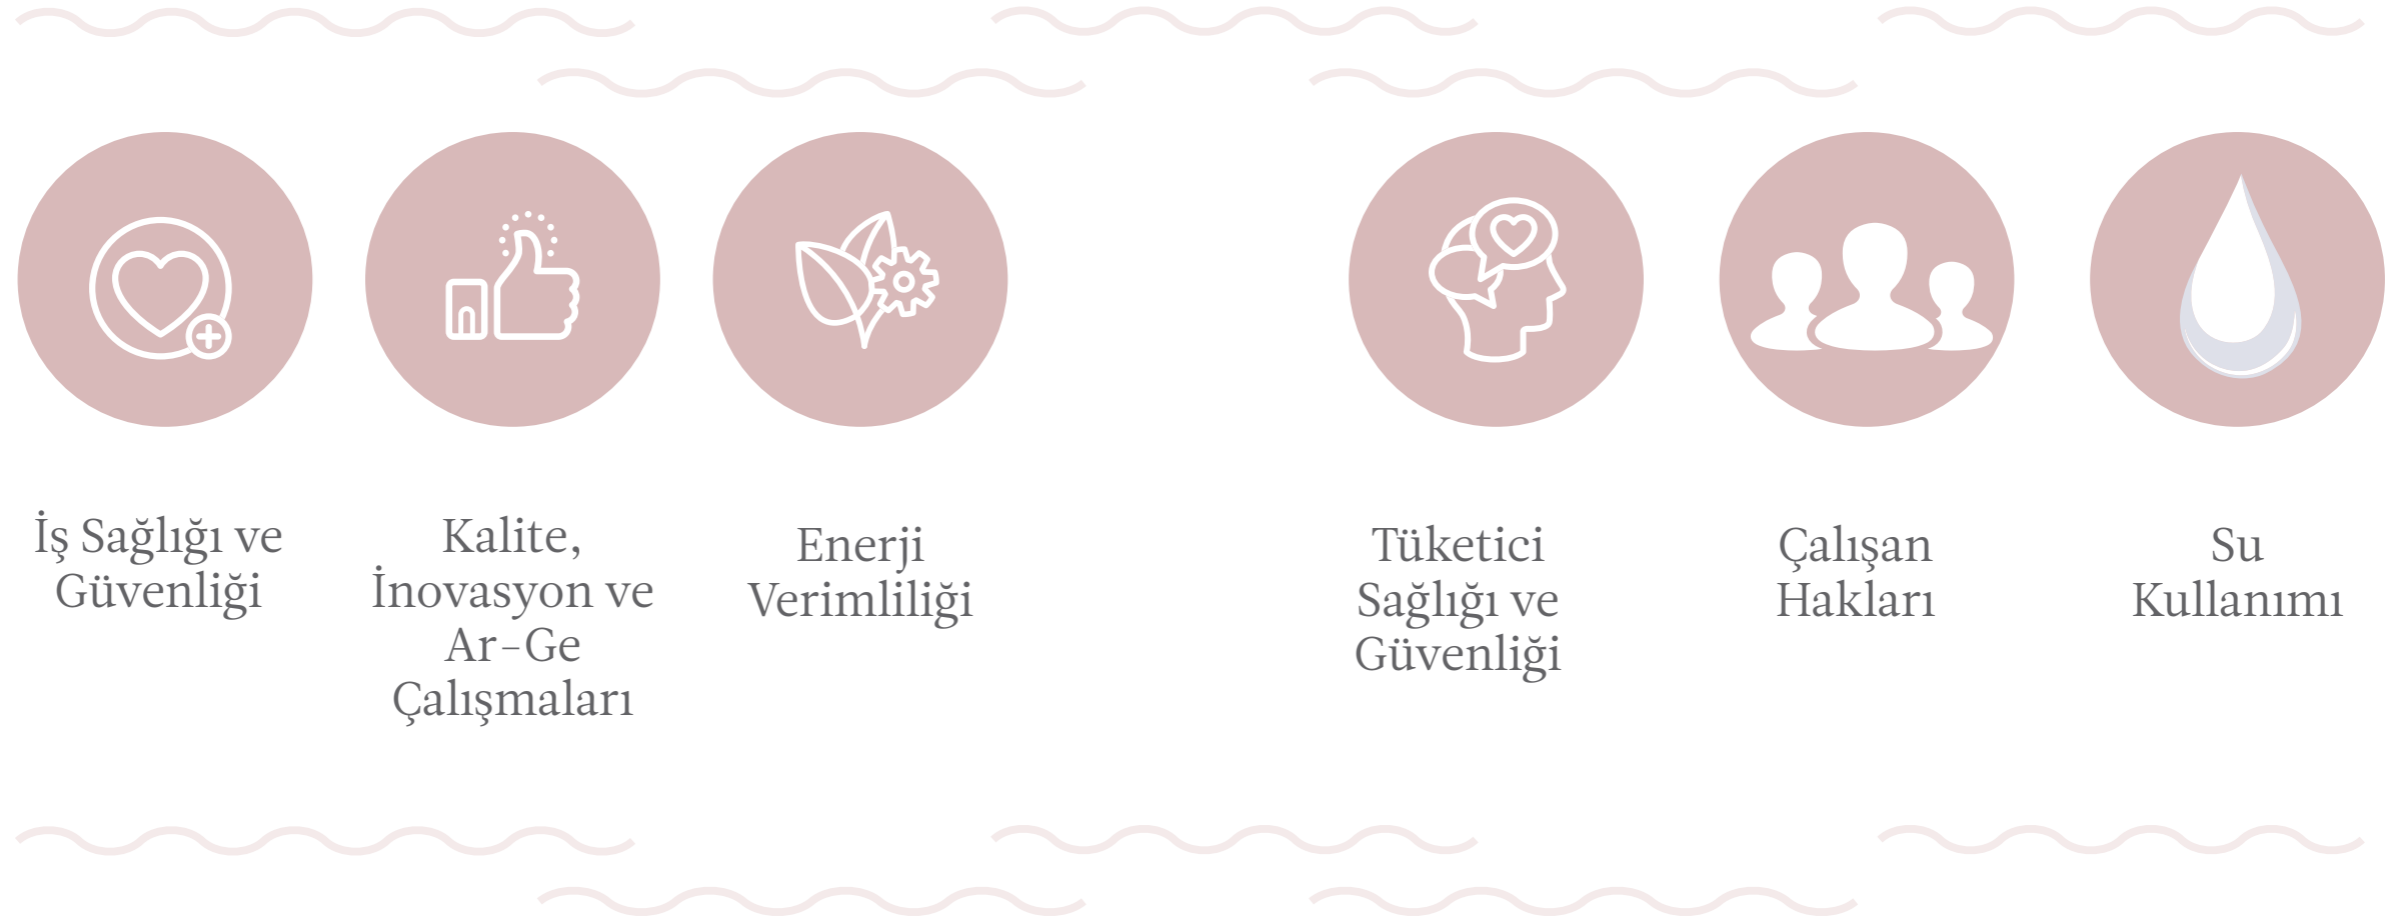 İş Sağlığı ve
Güvenliği
Kalite,
İnovasyon ve
Ar-Ge
Çalışmaları
Enerji
Verimliliği
Tüketici
Sağlığı ve
Güvenliği
Çalışan
Hakları
Su
Kullanımı